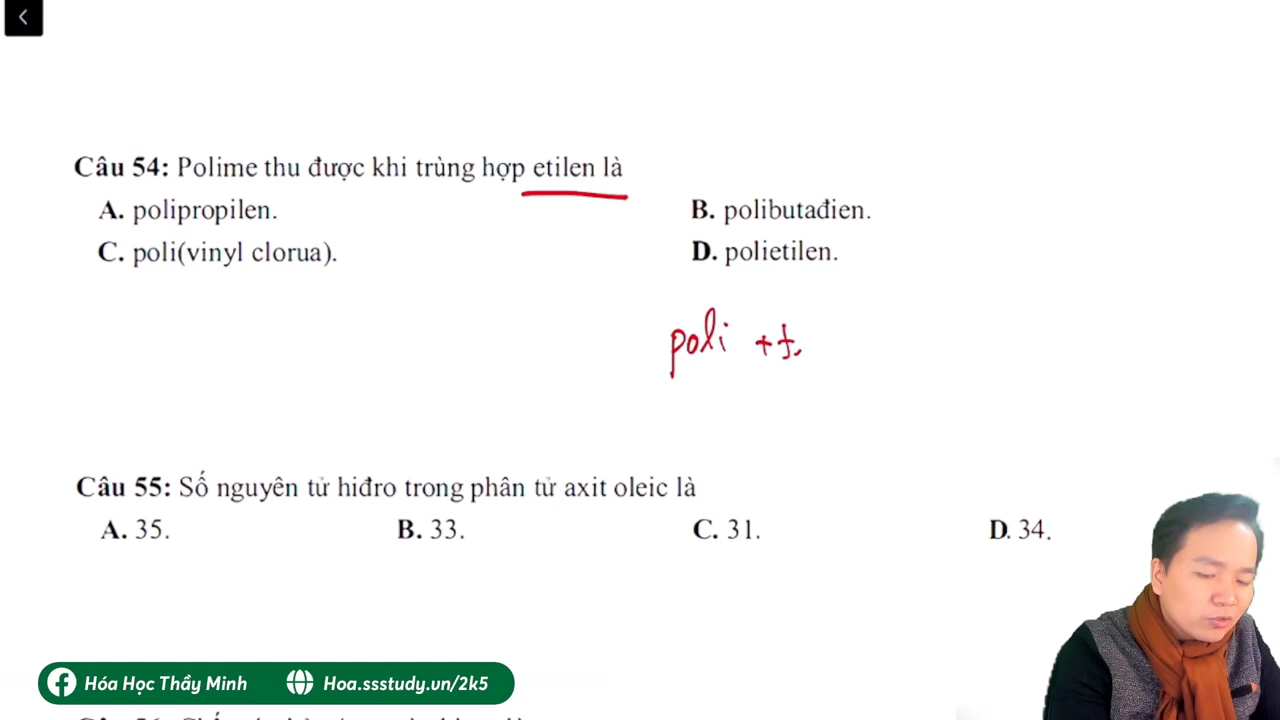 Câu 54: Polime thu được khi trùng hợp etilen là
A. polipropilen. B. polibutađien.
C. poli(vinyl clorua). D. polietilen.
poli +
Câu 55: Số nguyên tử hiđro trong phân tử axit oleic là
A. 35. B. 33. C. 31. D. 34.
Hóa Học Thầy Minh Hoa.ssstudy.vn/2k5